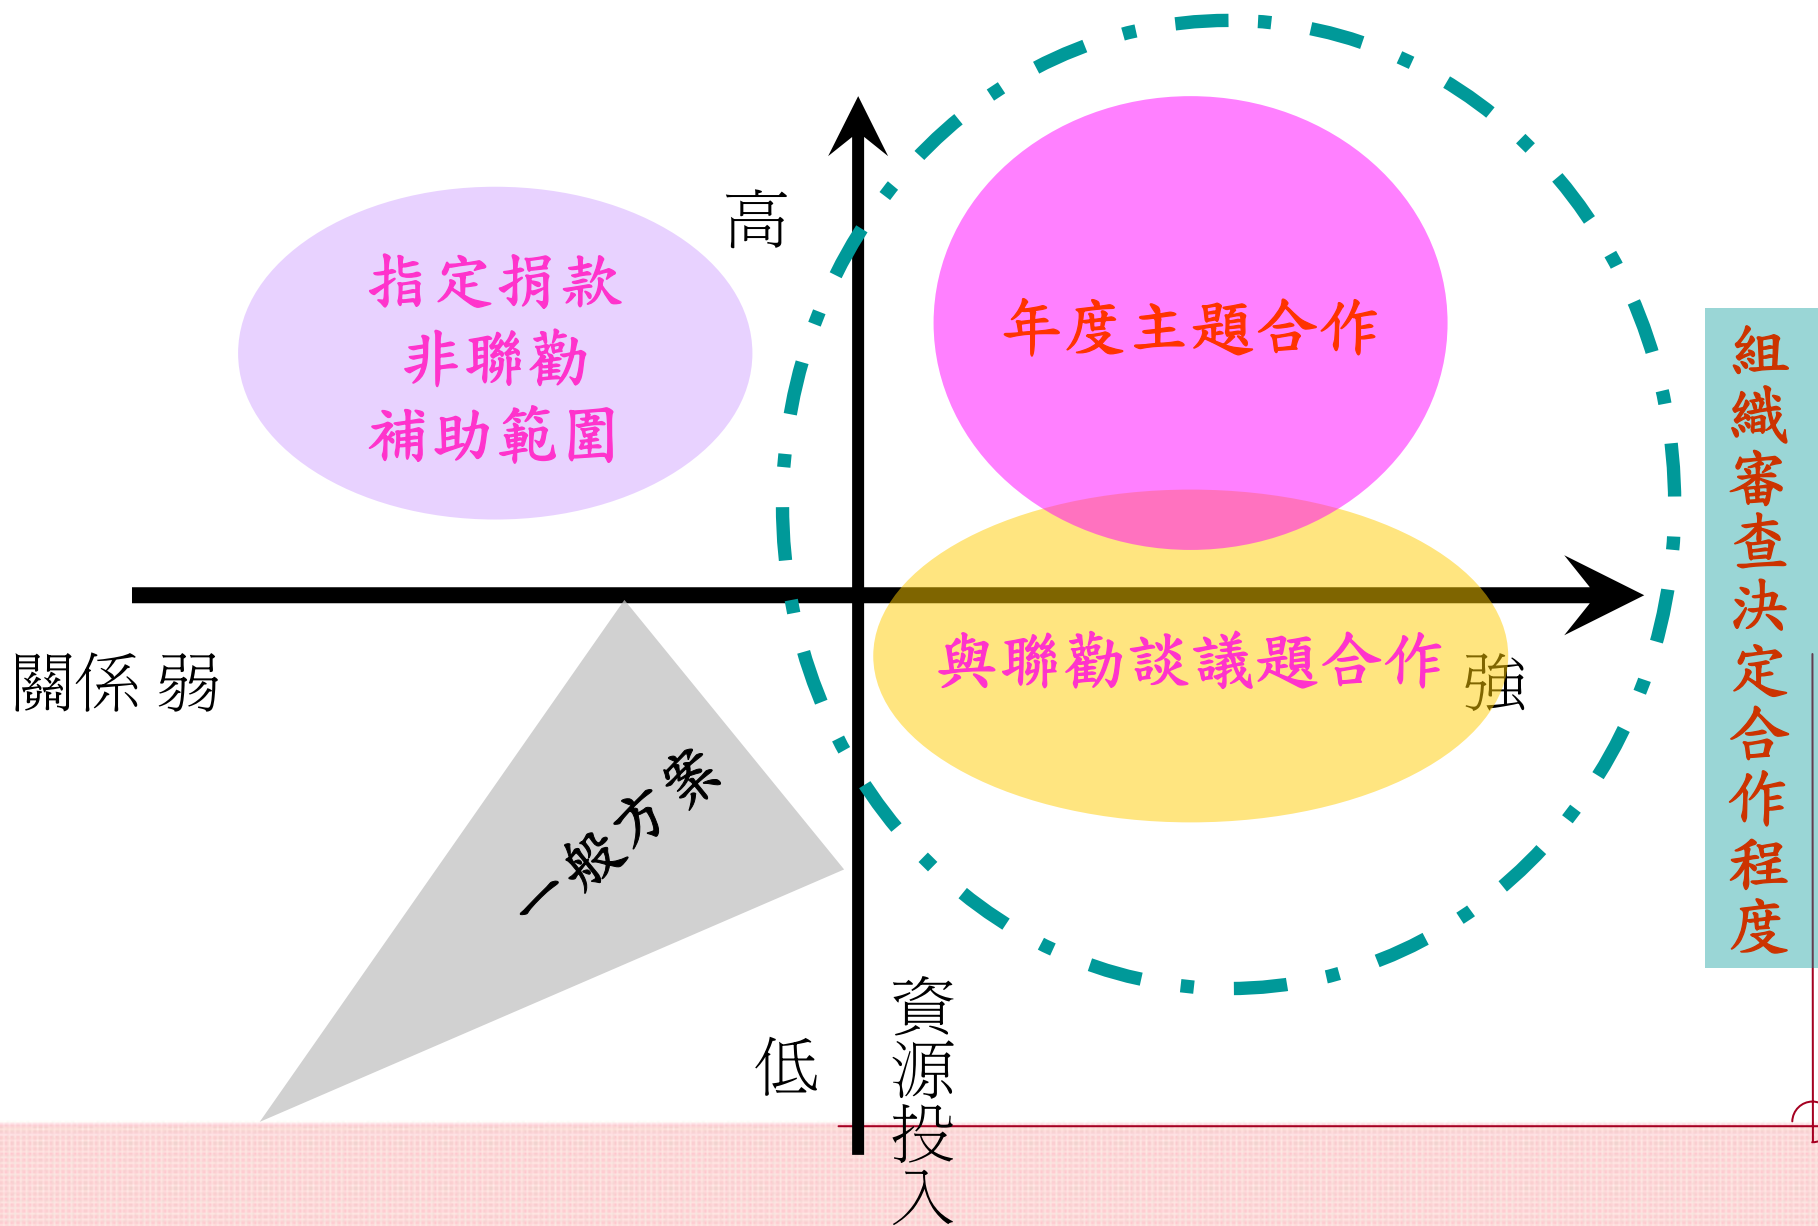 高
指定捐款
非聯勸
補助範圍
年度主題合作
組織審查決定合作程度
關係 弱
與聯勸談議題合作
強
一般方案
低
資源投入